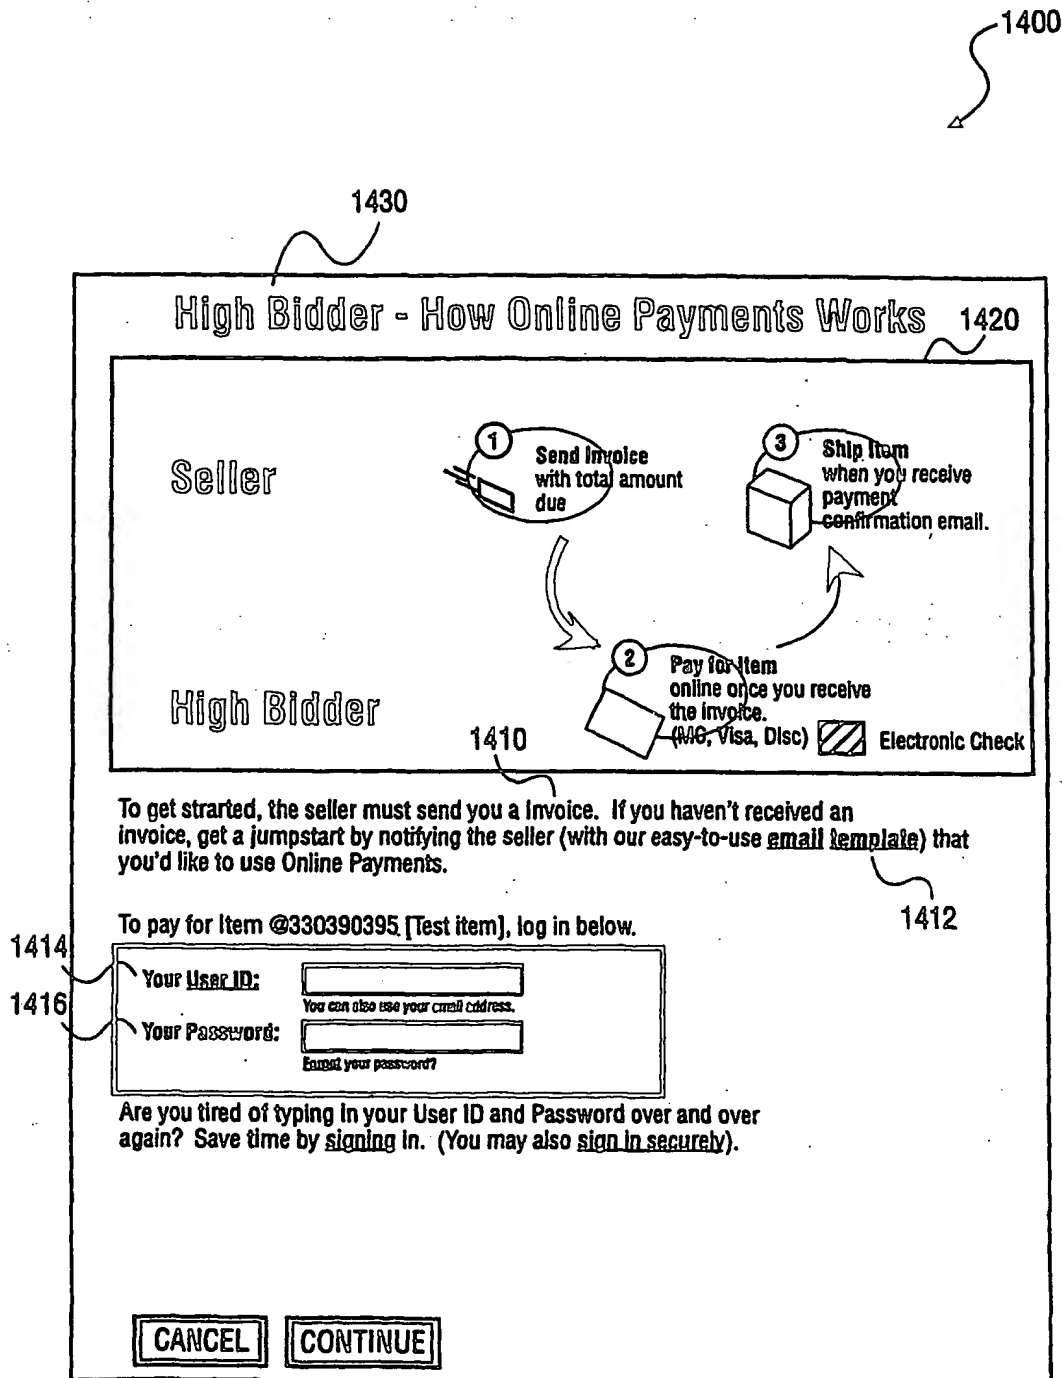 1400
1430
High Bidder - How Online Payments Works
1420
1
Send Invoice
with total amount
due
3
Ship Item
when you receive
payment
confirmation email.
Seller
2
Pay for Item
online once you receive
the invoice.
(MC, Visa, Disc)
Electronic Check
High Bidder
1410
To get strarted, the seller must send you a Invoice. If you haven't received an
invoice, get a jumpstart by notifying the seller (with our easy-to-use email template) that
you'd like to use Online Payments.
1412
To pay for Item @330390395 [Test item], log in below.
1414
Your User ID:
You can also use your email address.
1416
Your Password:
Forgot your password?
Are you tired of typing in your User ID and Password over and over
again? Save time by signing in. (You may also sign in securely).
CANCEL
CONTINUE